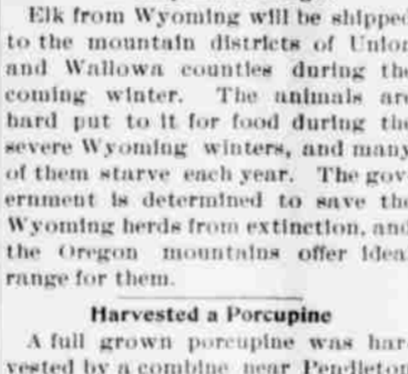 Elk from Wyoming will be shipped
to the mountain districts of Union
and Wallowa counties during the
coming winter. The animals are
hard put to it for food during the
severe Wyoming winters, and many
of them starve each year. The gov-
ernment is determined to save the
Wyoming herds from extinction, and
the Oregon mountains offer ideal
range for them.
Harvested a Porcupine
A full grown porcupine was har-
vested by a combine near Pendleton